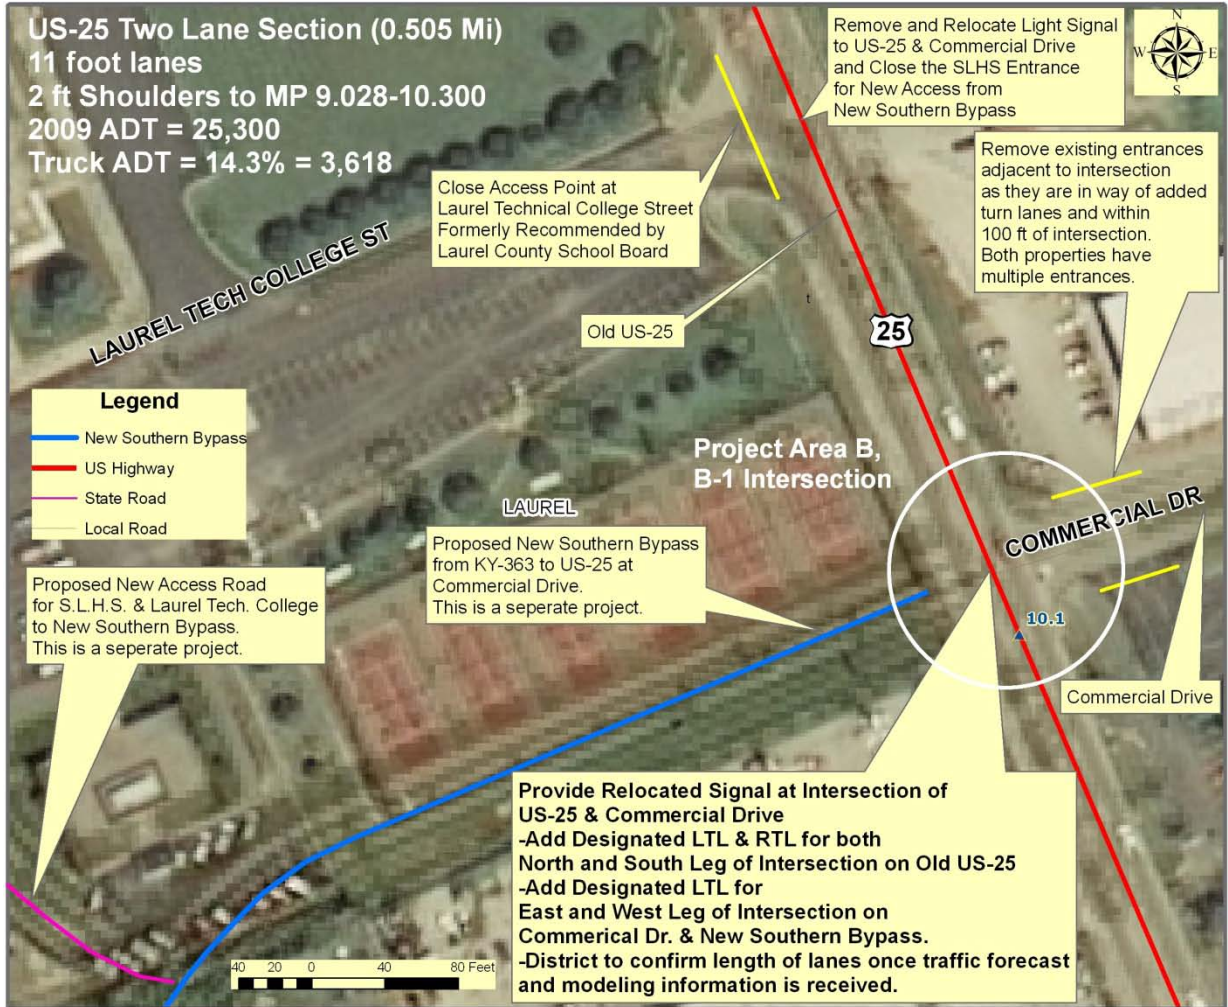 US-25 Two Lane Section (0.505 Mi)
11 foot lanes
2 ft Shoulders to MP 9.028-10.300
2009 ADT = 25,300
Truck ADT = 14.3% = 3,618
Remove and Relocate Light Signal
to US-25 & Commercial Drive
and Close the SLHS Entrance
for New Access from
New Southern Bypass
N
W E
S
Remove existing entrances
adjacent to intersection
as they are in way of added
turn lanes and within
100 ft of intersection.
Both properties have
multiple entrances.
Close Access Point at
Laurel Technical College Street
Formerly Recommended by
Laurel County School Board
LAUREL TECH COLLEGE ST
t
Old US-25
25
Legend
New Southern Bypass
US Highway
State Road
Local Road
Project Area B,
B-1 Intersection
LAUREL
COMMERCIAL DR
Proposed New Southern Bypass
from KY-363 to US-25 at
Commercial Drive.
This is a seperate project.
Proposed New Access Road
for S.L.H.S. & Laurel Tech. College
to New Southern Bypass.
This is a seperate project.
10.1
Commercial Drive
Provide Relocated Signal at Intersection of
US-25 & Commercial Drive
-Add Designated LTL & RTL for both
North and South Leg of Intersection on Old US-25
-Add Designated LTL for
East and West Leg of Intersection on
Commerical Dr. & New Southern Bypass.
-District to confirm length of lanes once traffic forecast
and modeling information is received.
40 20 0 40 80 Feet